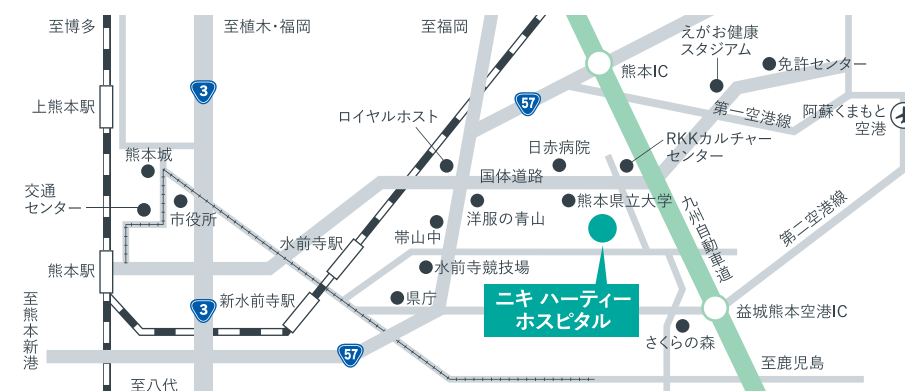 至博多
至植木・福岡
至福岡
えがお健康
スタジアム
免許センター
熊本IC
3
57
上熊本駅
ロイヤルホスト
第一空港線
阿蘇くまもと
空港
日赤病院
RKKカルチャー
センター
熊本城
国体道路
交通
センター
市役所
洋服の青山
熊本県立大学
九州自動車道
第二空港線
帯山中
水前寺駅
熊本駅
水前寺競技場
至熊本新港
新水前寺駅
県庁
ニキ ハーティー
ホスピタル
3
益城熊本空港IC
さくらの森
57
至鹿児島
至八代